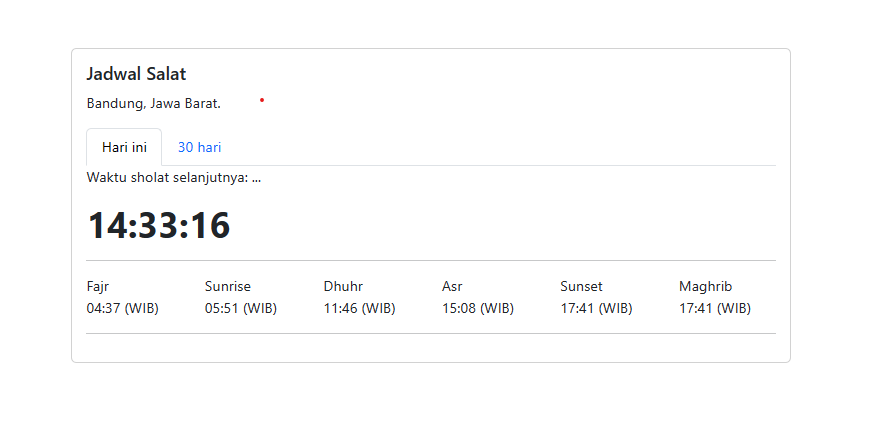 Jadwal Salat
Bandung, Jawa Barat.
Hari ini 30 hari
Waktu sholat selanjutnya: ...
14:33:16
Fajr Sunrise Dhuhr Asr Sunset Maghrib
04:37 (WIB) 05:51 (WIB) 11:46 (WIB) 15:08 (WIB) 17:41 (WIB) 17:41 (WIB)